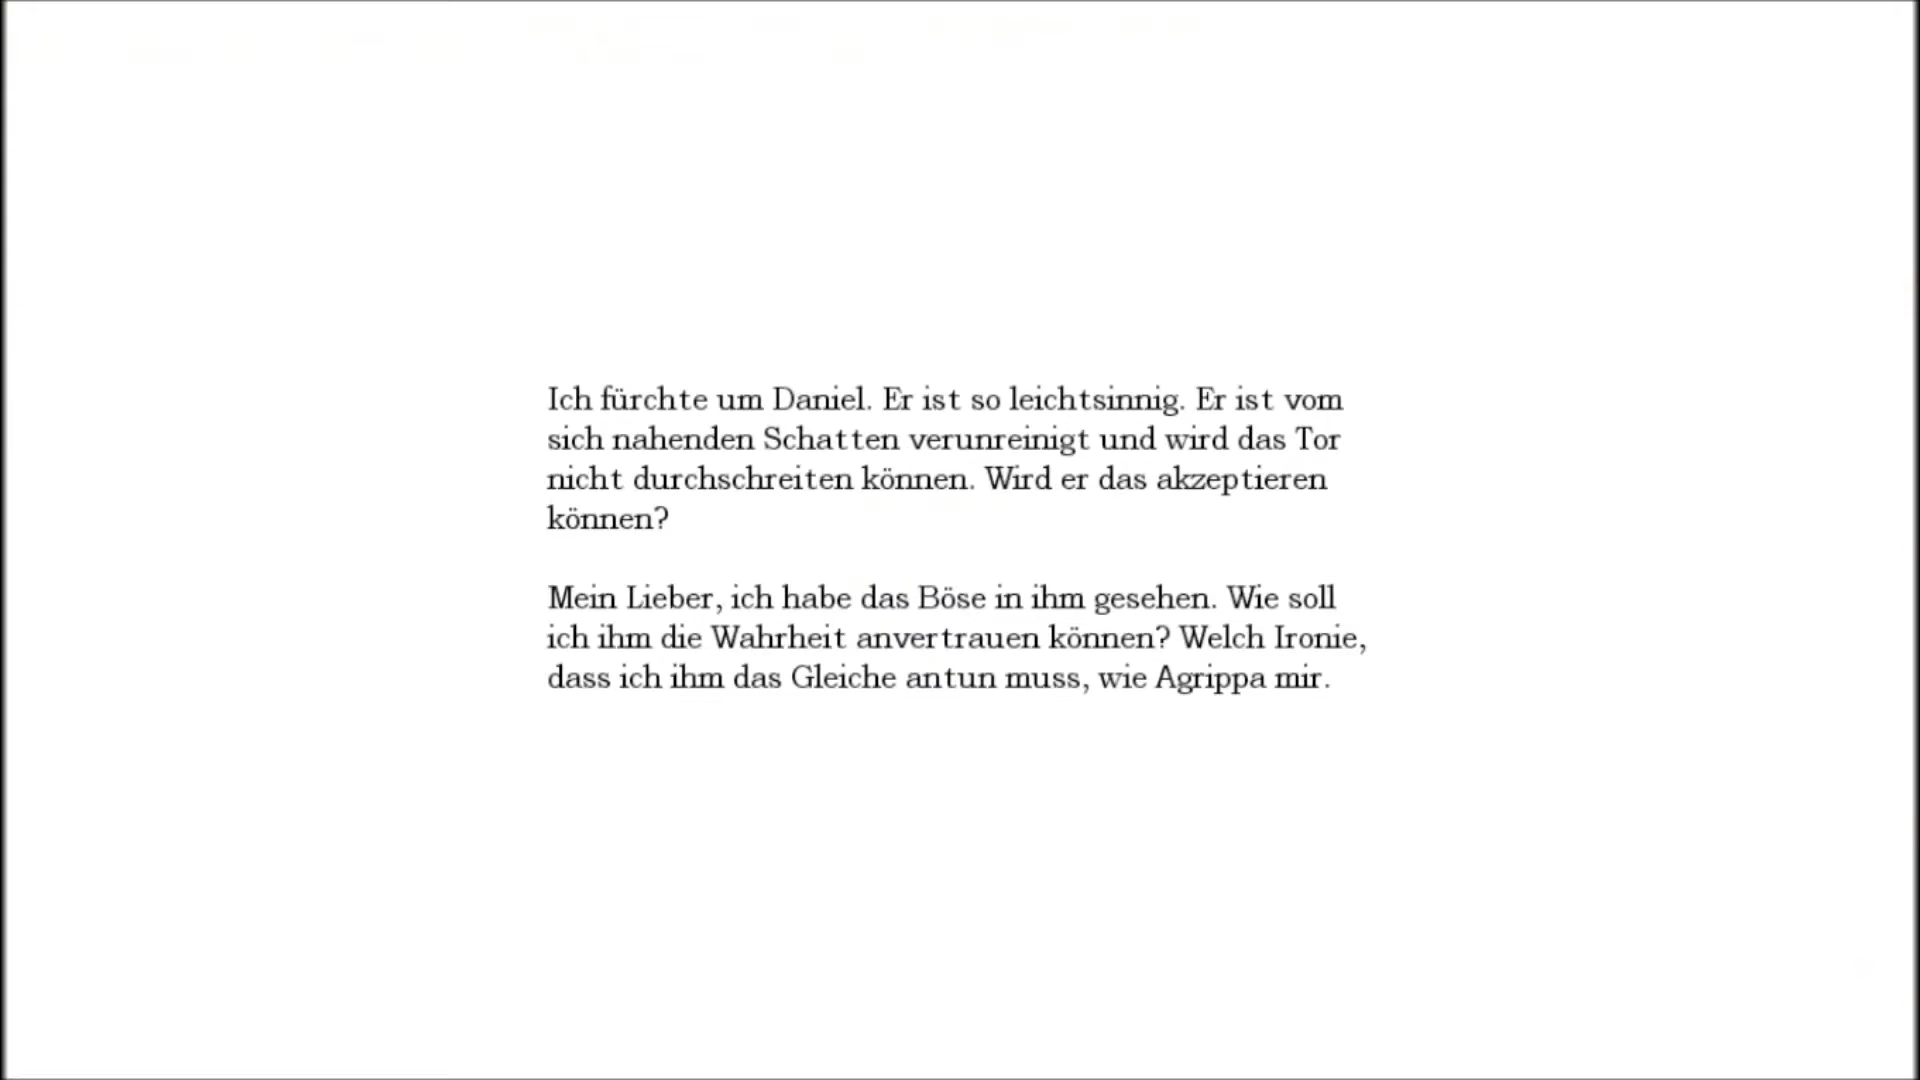 Ich fürchte um Daniel. Er ist so leichtsinnig. Er ist vom
sich nahenden Schatten verunreinigt und wird das Tor
nicht durchschreiten können. Wird er das akzeptieren
können?
Mein Lieber, ich habe das Böse in ihm gesehen. Wie soll
ich ihm die Wahrheit anvertrauen können? Welch Ironie,
dass ich ihm das Gleiche antun muss, wie Agrippa mir.